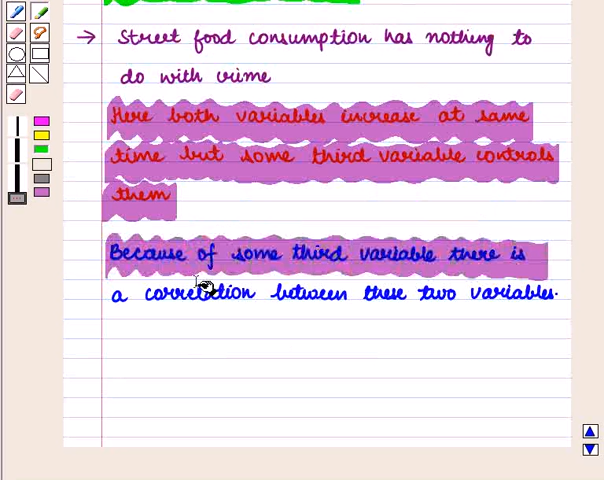 → Street food consumption has nothing to
do with crime
Here both variables increase at same
time but some third variable controls
them
Because of some third variable there is
a correlation between these two variables.